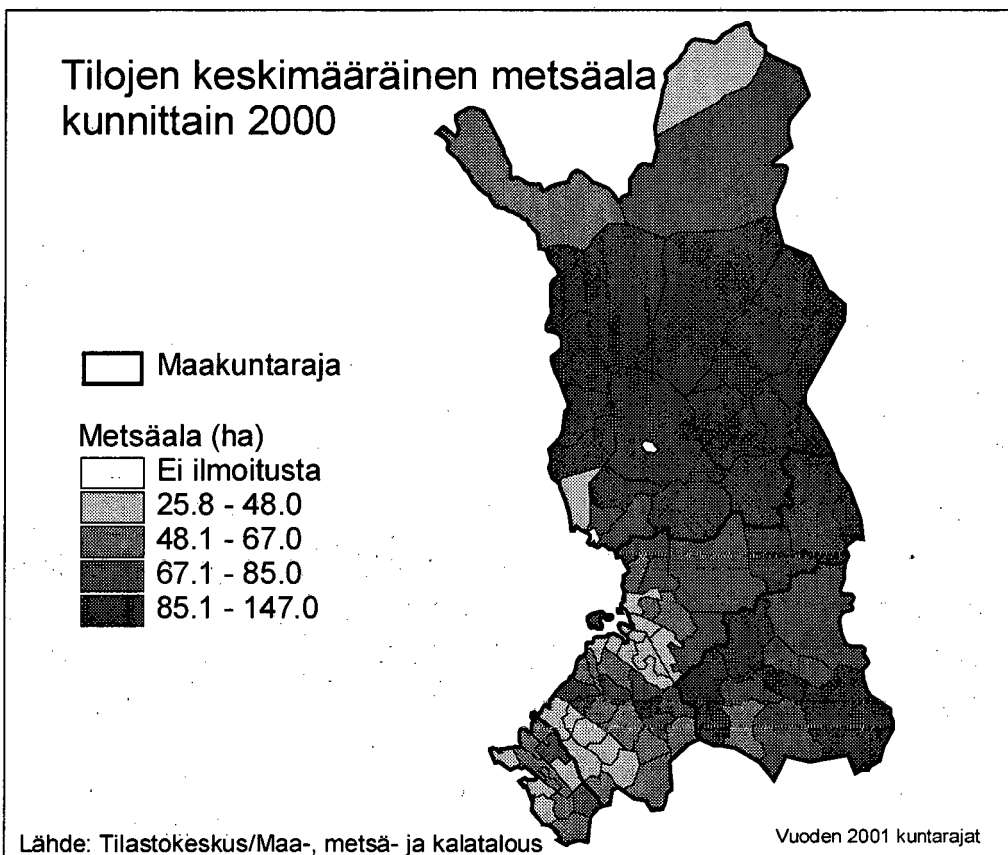 Tilojen keskimääräinen metsäala
kunnittain 2000
Maakuntaraja
Metsäala (ha)
Ei ilmoitusta
25.8 - 48.0
48.1 - 67.0
67.1 - 85.0
85.1 - 147.0
Lähde: Tilastokeskus/Maa-, metsä- ja kalatalous
Vuoden 2001 kuntarajat